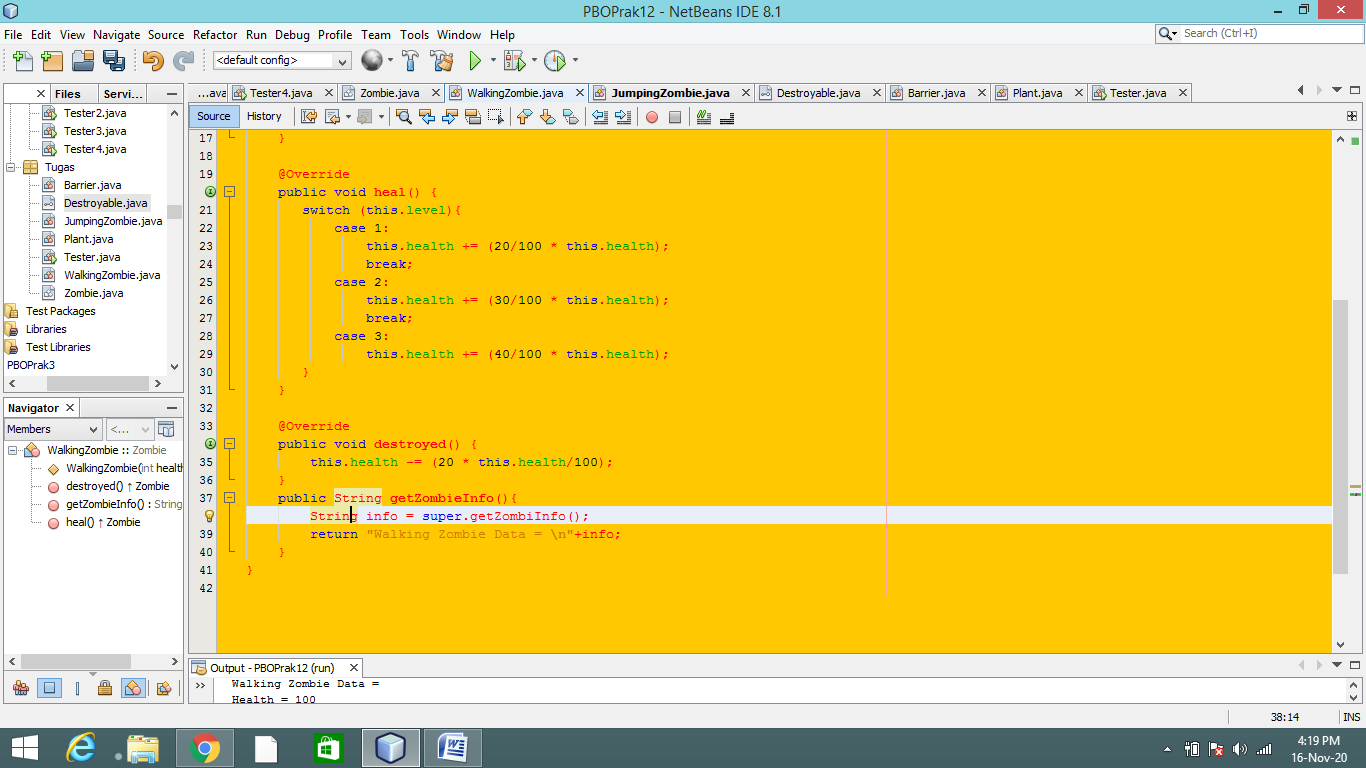 PBOPrak12 - NetBeans IDE 8.1
File Edit View Navigate Source Refactor Run Debug Profile Team Tools Window Help
Search (Ctrl+I)
<default config>
Files Servi...
...ava Tester4.java Zombie.java WalkingZombie.java JumpingZombie.java Destroyable.java Barrier.java Plant.java Tester.java
Source History
Tester2.java
Tester3.java
Tester4.java
Tugas
Barrier.java
Destroyable.java
JumpingZombie.java
Plant.java
Tester.java
WalkingZombie.java
Zombie.java
Test Packages
Libraries
Test Libraries
PBOPrak3
Navigator
Members <...
WalkingZombie :: Zombie
WalkingZombie(int health
destroyed() ↑ Zombie
getZombieInfo() : String
heal() ↑ Zombie
17 }
18
19 @Override
public void heal() {
21 switch (this.level){
22 case 1:
23 this.health += (20/100 * this.health);
24 break;
25 case 2:
26 this.health += (30/100 * this.health);
27 break;
28 case 3:
29 this.health += (40/100 * this.health);
30 }
31 }
32
33 @Override
public void destroyed() {
35 this.health -= (20 * this.health/100);
36 }
37 public String getZombieInfo(){
String info = super.getZombiInfo();
39 return "Walking Zombie Data = \n"+info;
40 }
41 }
42
Output - PBOPrak12 (run)
Walking Zombie Data =
Health = 100
38:14 INS
4:19 PM
16-Nov-20